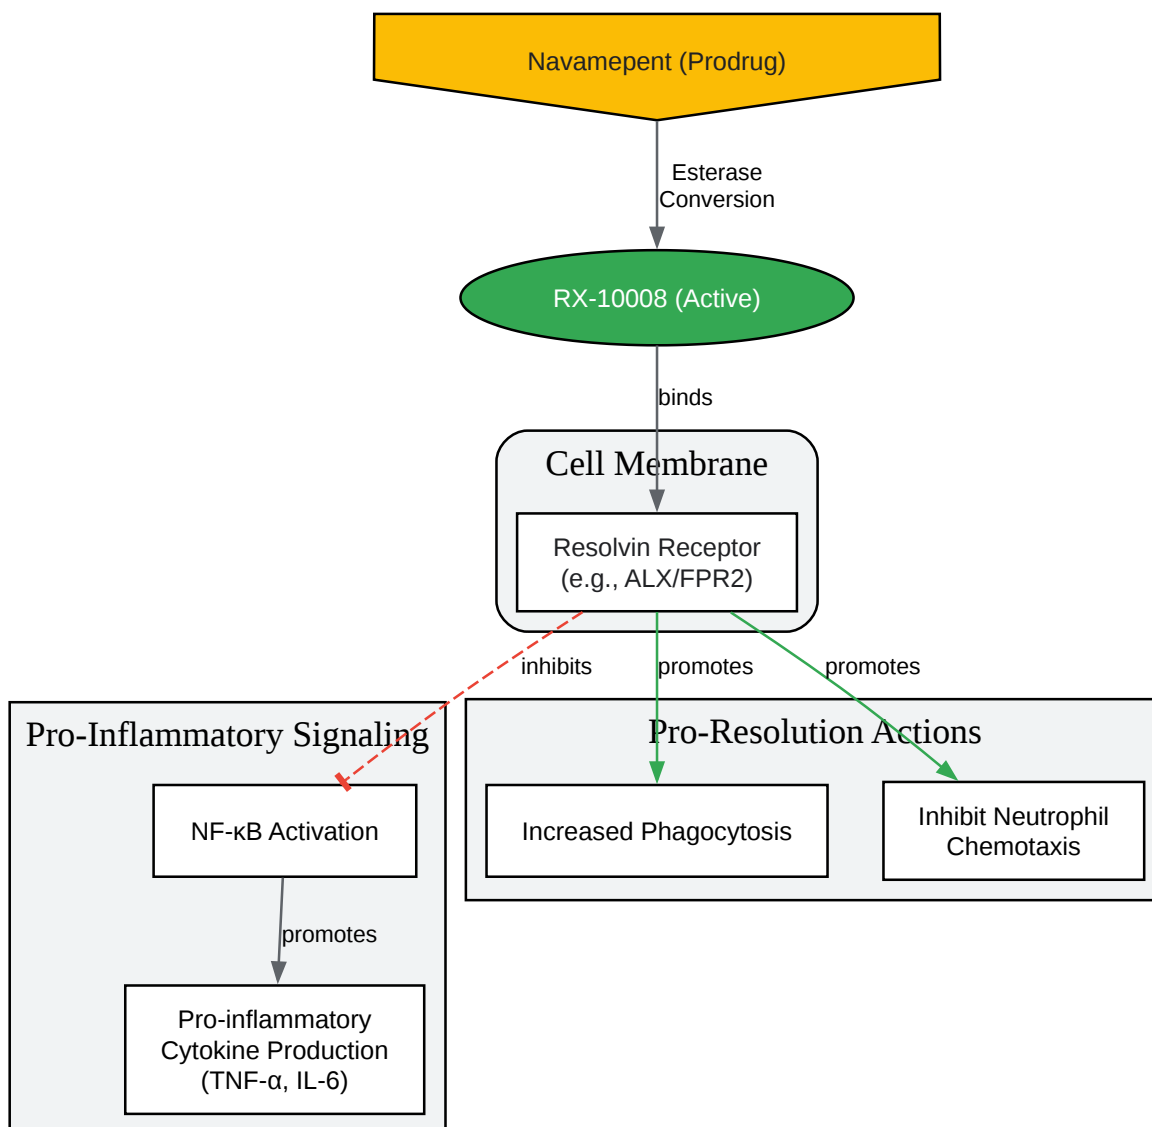 Navamepent (Prodrug)
Esterase
Conversion
RX-10008 (Active)
binds
Cell Membrane
Resolvin Receptor
(e.g., ALX/FPR2)
inhibits
promotes
promotes
Pro-Inflammatory Signaling
Pro-Resolution Actions
NF-κB Activation
Increased Phagocytosis
Inhibit Neutrophil
Chemotaxis
promotes
Pro-inflammatory
Cytokine Production
(TNF-α, IL-6)